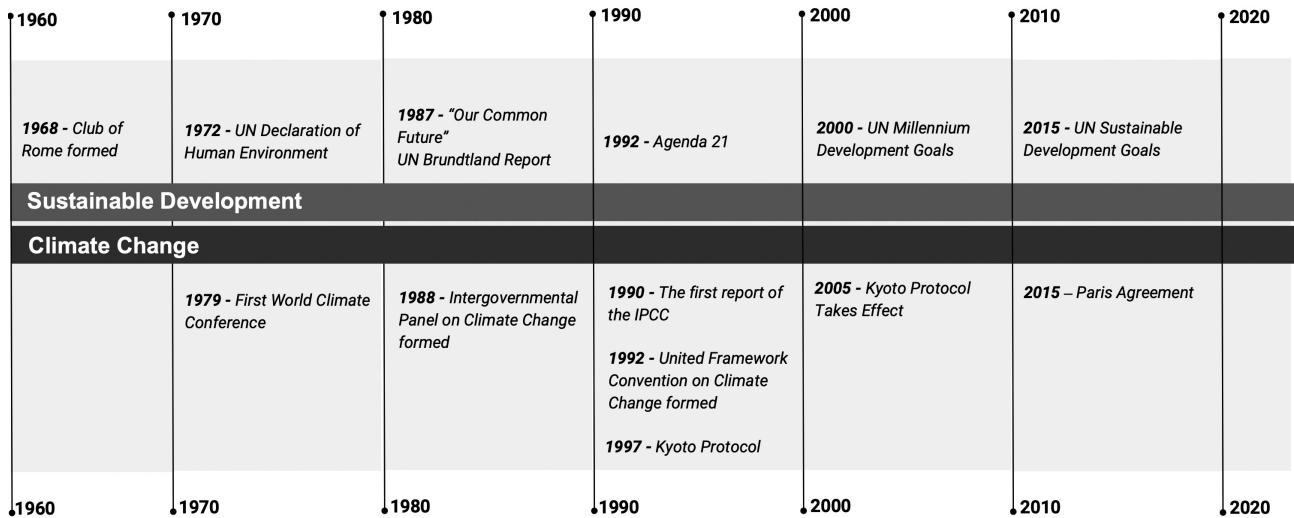 1960
1970
1980
1990
2000
2010
2020
1968 - Club of
Rome formed
1972 - UN Declaration of
Human Environment
1987 - “Our Common
Future”
UN Brundtland Report
1992 - Agenda 21
2000 - UN Millennium
Development Goals
2015 - UN Sustainable
Development Goals
Sustainable Development
Climate Change
1979 - First World Climate
Conference
1988 - Intergovernmental
Panel on Climate Change
formed
1990 - The first report of
the IPCC
1992 - United Framework
Convention on Climate
Change formed
1997 - Kyoto Protocol
2005 - Kyoto Protocol
Takes Effect
2015 – Paris Agreement
1960
1970
1980
1990
2000
2010
2020